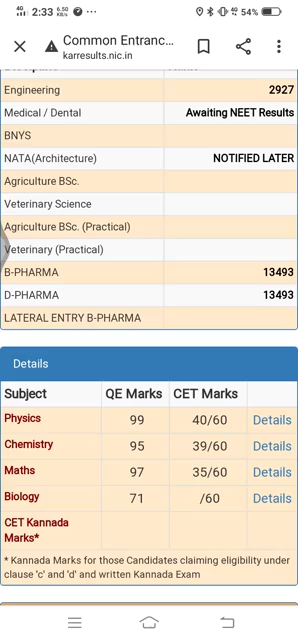 4G 2:33 6.50 KB/s 4G 54%
Common Entranc...
karresults.nic.in
Engineering 2927
Medical / Dental Awaiting NEET Results
BNYS
NATA(Architecture) NOTIFIED LATER
Agriculture BSc.
Veterinary Science
Agriculture BSc. (Practical)
Veterinary (Practical)
B-PHARMA 13493
D-PHARMA 13493
LATERAL ENTRY B-PHARMA
Details
Subject QE Marks CET Marks
Physics 99 40/60 Details
Chemistry 95 39/60 Details
Maths 97 35/60 Details
Biology 71 /60 Details
CET Kannada
Marks*
* Kannada Marks for those Candidates claiming eligibility under
clause 'c' and 'd' and written Kannada Exam